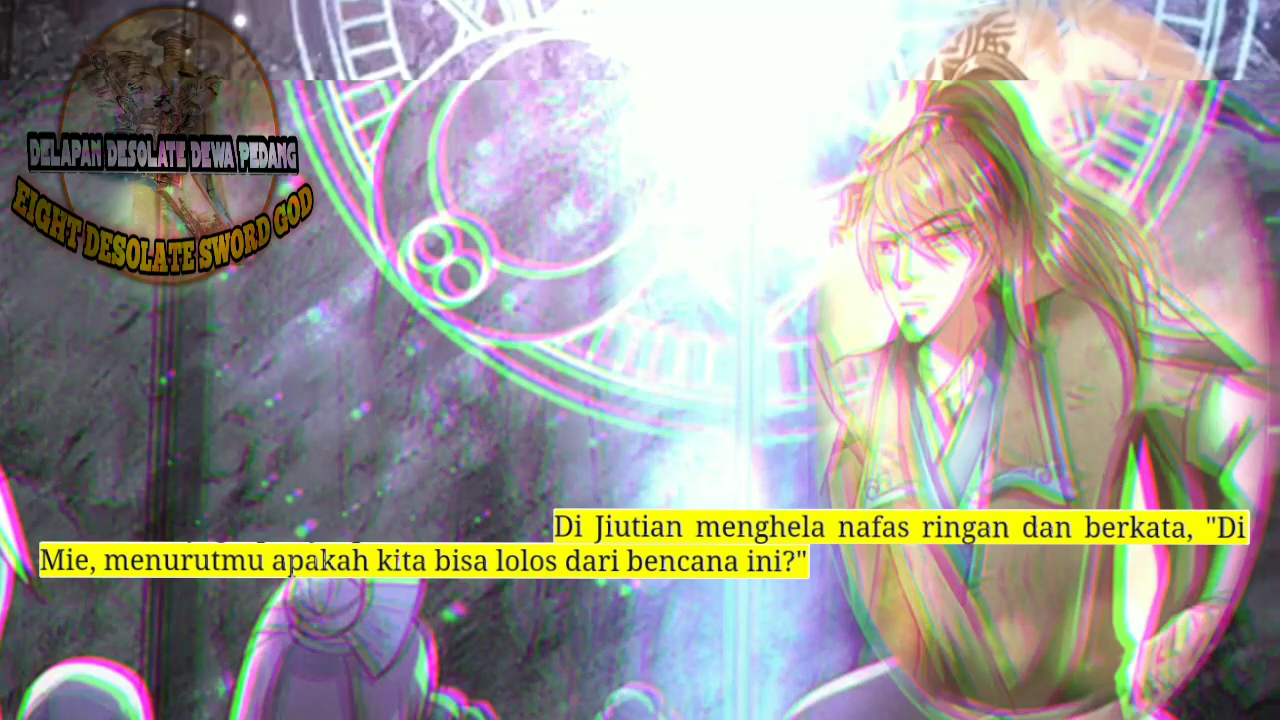 DELAPAN DESOLATE DEWA PEDANG
EIGHT DESOLATE SWORD GOD
Di Jiutian menghela nafas ringan dan berkata, "Di
Mie, menurutmu apakah kita bisa lolos dari bencana ini?"